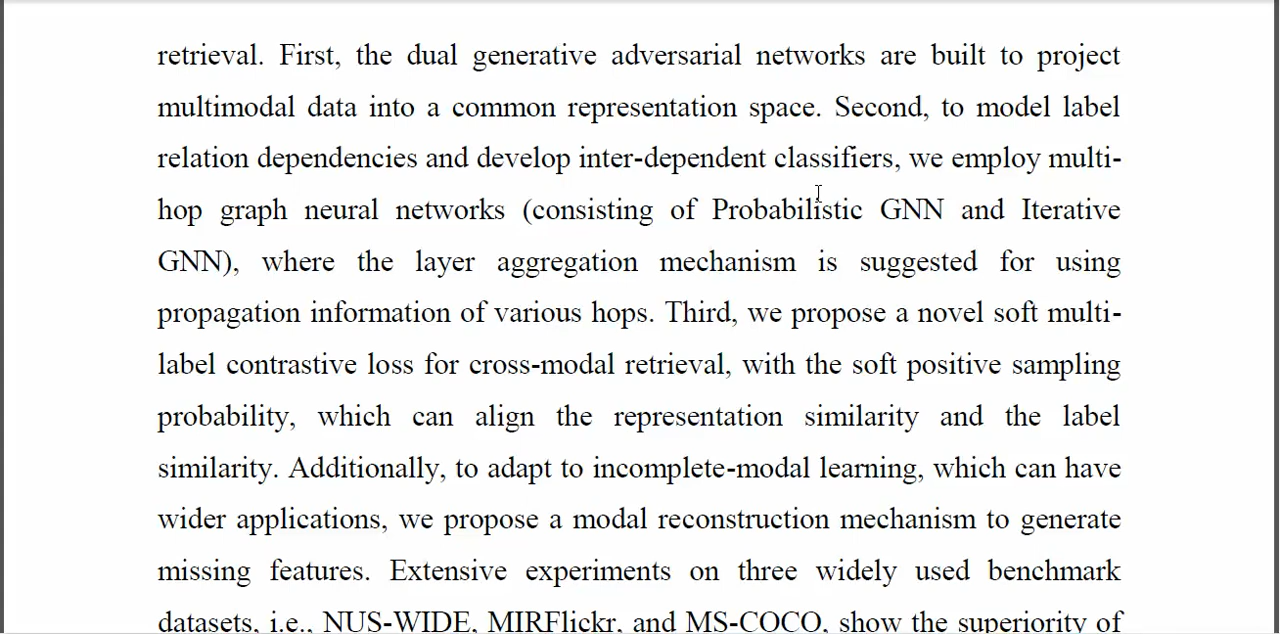 retrieval. First, the dual generative adversarial networks are built to project
multimodal data into a common representation space. Second, to model label
relation dependencies and develop inter-dependent classifiers, we employ multi-
hop graph neural networks (consisting of Probabilistic GNN and Iterative
GNN), where the layer aggregation mechanism is suggested for using
propagation information of various hops. Third, we propose a novel soft multi-
label contrastive loss for cross-modal retrieval, with the soft positive sampling
probability, which can align the representation similarity and the label
similarity. Additionally, to adapt to incomplete-modal learning, which can have
wider applications, we propose a modal reconstruction mechanism to generate
missing features. Extensive experiments on three widely used benchmark
datasets, i.e., NUS-WIDE, MIRFlickr, and MS-COCO, show the superiority of